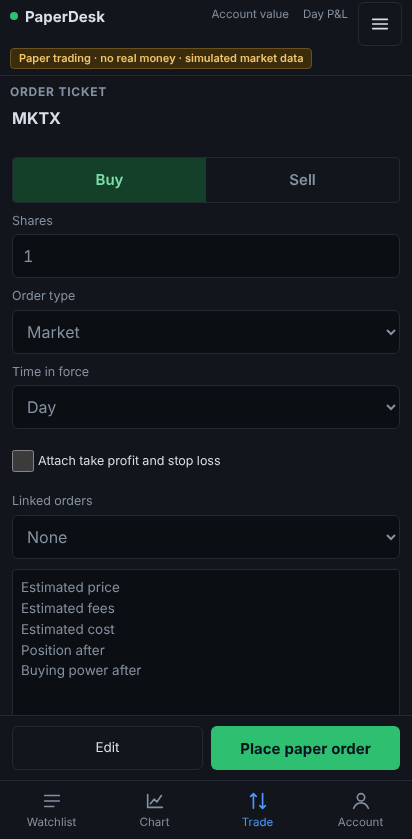 PaperDesk
Account value Day P&L
Paper trading · no real money · simulated market data
ORDER TICKET
MKTX
Buy Sell
Shares
1
Order type
Market
Time in force
Day
Attach take profit and stop loss
Linked orders
None
Estimated price
Estimated fees
Estimated cost
Position after
Buying power after
Edit Place paper order
Watchlist Chart Trade Account